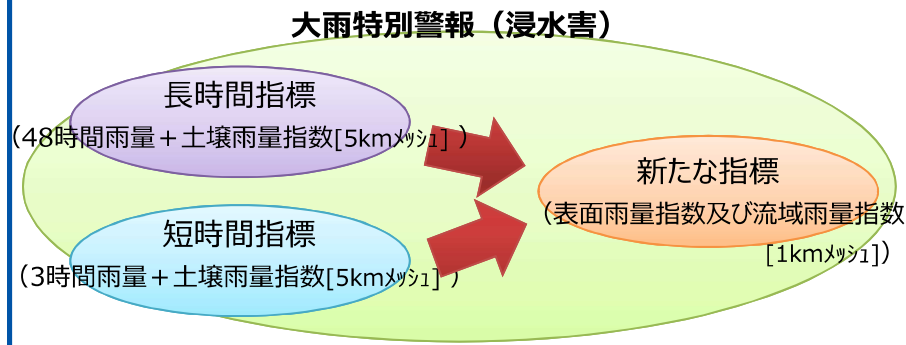 大雨特別警報（浸水害）
長時間指標
（48時間雨量＋土壌雨量指数[5kmﾒｯｼｭ] ）
短時間指標
（3時間雨量＋土壌雨量指数[5kmﾒｯｼｭ] ）
新たな指標
（表面雨量指数及び流域雨量指数
[1kmﾒｯｼｭ]）